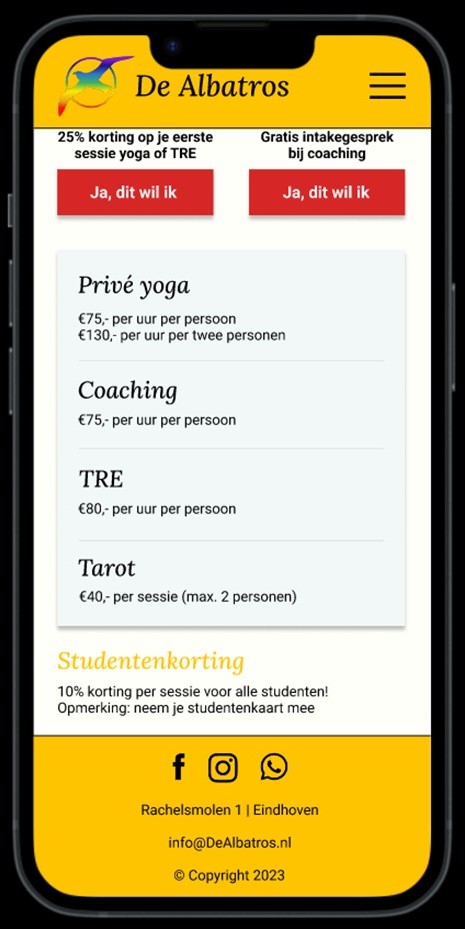 De Albatros
25% korting op je eerste
sessie yoga of TRE
Ja, dit wil ik
Gratis intakegesprek
bij coaching
Ja, dit wil ik
Privé yoga
€75,- per uur per persoon
€130,- per uur per twee personen
Coaching
€75,- per uur per persoon
TRE
€80,- per uur per persoon
Tarot
€40,- per sessie (max. 2 personen)
Studentenkorting
10% korting per sessie voor alle studenten!
Opmerking: neem je studentenkaart mee
Rachelsmolen 1 | Eindhoven
info@DeAlbatros.nl
© Copyright 2023